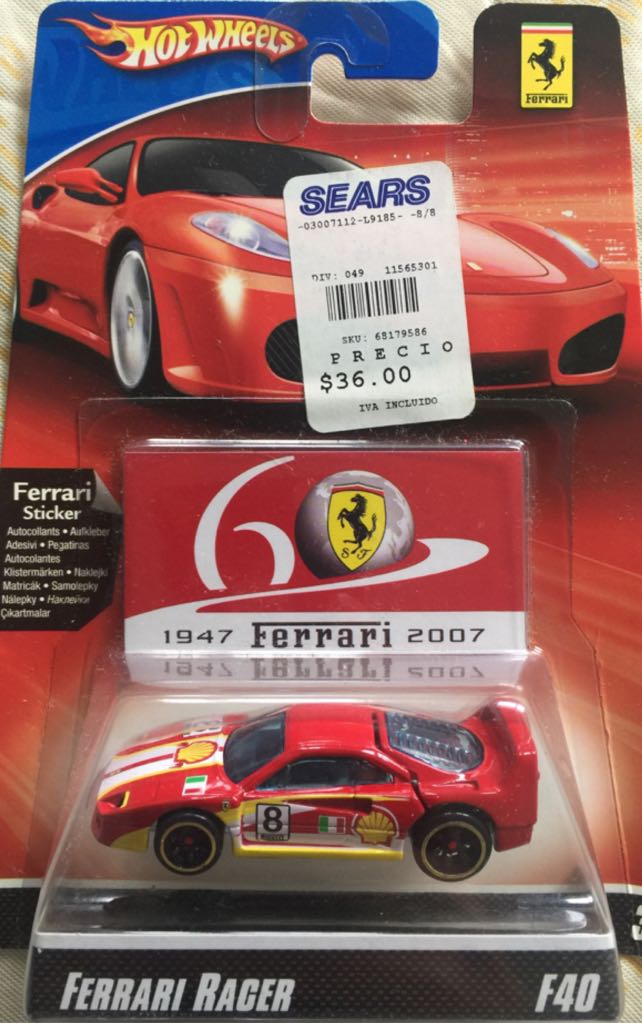 HOT WHEELS
Ferrari
SEARS
-03007112-L9185- -8/8
DIV: 049 11565301
SKU: 68179586
PRECIO
$36.00
IVA INCLUIDO
Ferrari
Sticker
Autocollants • Aufkleber
Adesivi • Pegatinas
Autocolantes
Klistermärken • Naklejki
Matricák • Samolepky
Nálepky • Наклейки
Çıkartmalar
60
S F
1947 Ferrari 2007
8
FERRARI RACER
F40